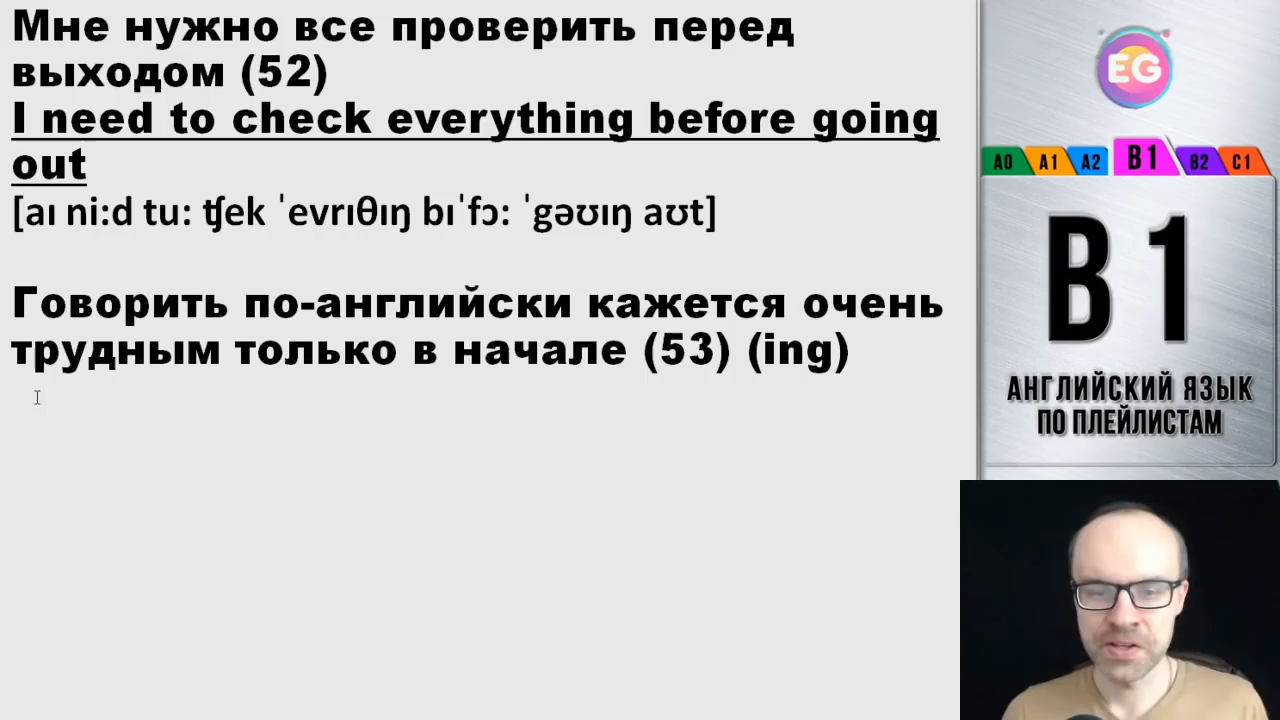 Мне нужно все проверить перед
выходом (52)
I need to check everything before going
out
[aɪ ni:d tu: ʧek ˈevrɪθɪŋ bɪˈfɔ: ˈgəʊɪŋ aʊt]
Говорить по-английски кажется очень
трудным только в начале (53) (ing)
EG
A0 A1 A2 B1 B2 C1
B1
АНГЛИЙСКИЙ ЯЗЫК
ПО ПЛЕЙЛИСТАМ